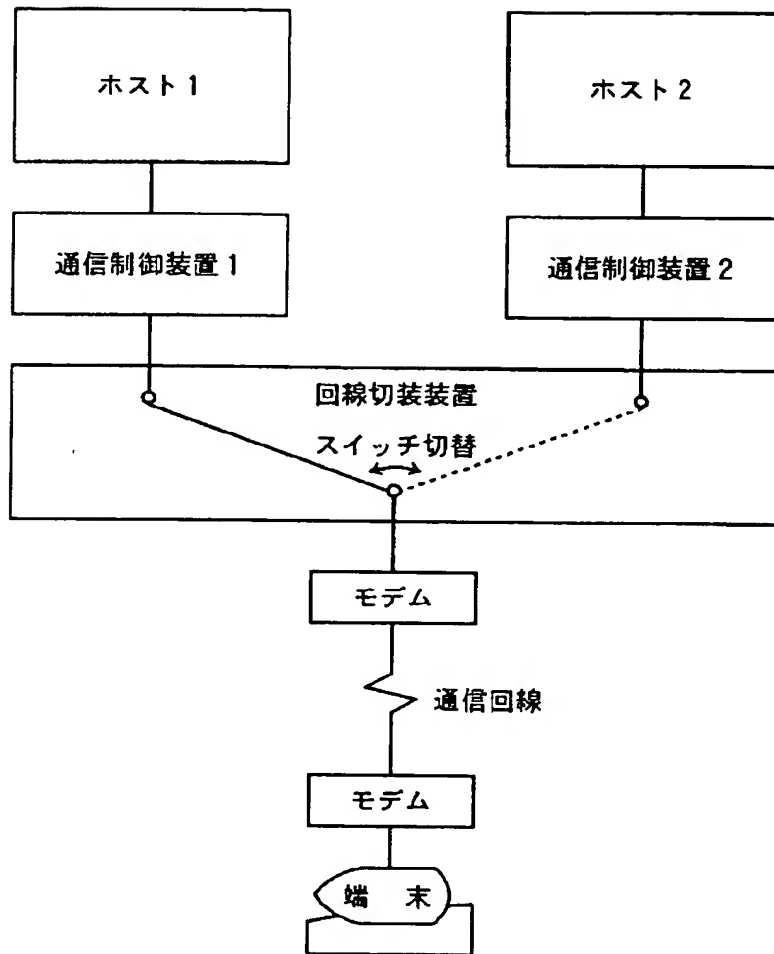 ホスト1
ホスト2
通信制御装置1
通信制御装置2
回線切装装置
スイッチ切替
モデム
通信回線
モデム
端 末